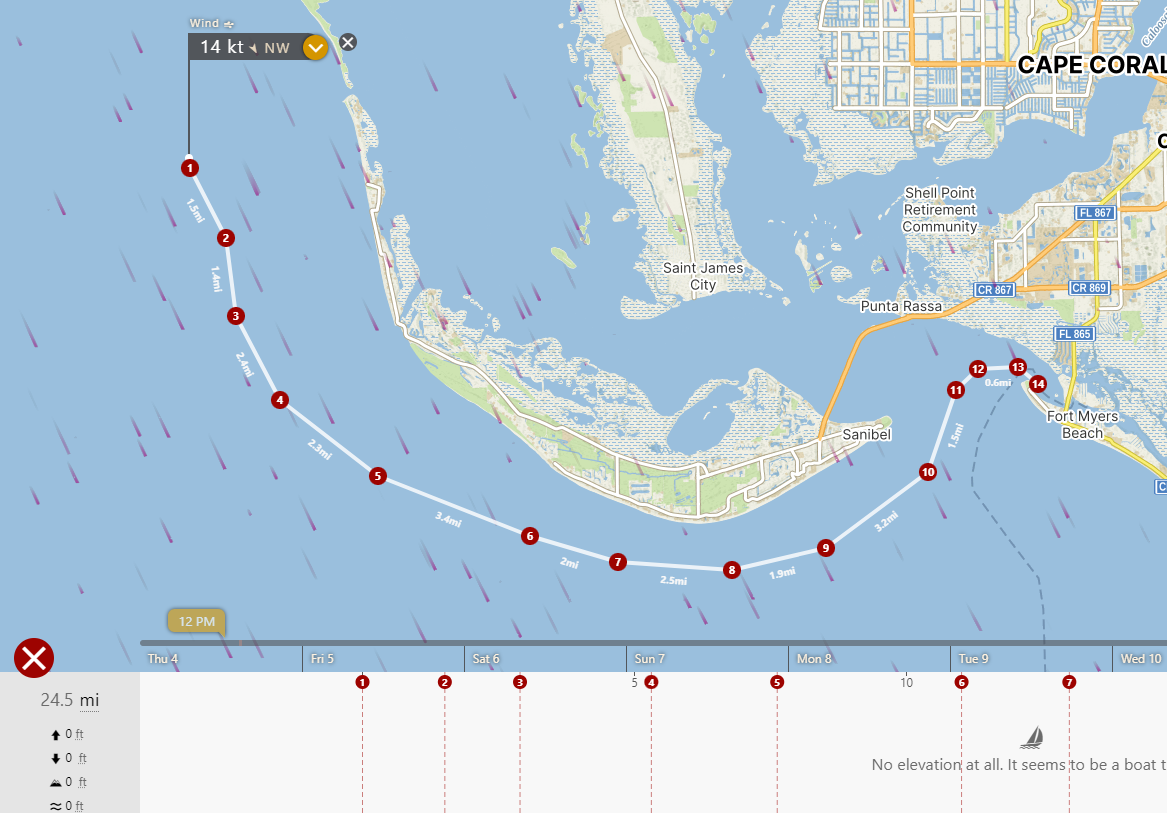 Wind
14 kt NW
CAPE CORAL
1
1.5mi
2
1.4mi
3
2.4mi
4
2.3mi
5
3.4mi
6
2mi
7
2.5mi
8
1.9mi
9
3.2mi
10
1.5mi
11
12
0.6mi
13
14
Shell Point
Retirement
Community
FL 867
Saint James
City
CR 867
CR 869
Punta Rassa
FL 865
Fort Myers
Beach
Sanibel
12 PM
Thu 4
Fri 5
Sat 6
Sun 7
Mon 8
Tue 9
Wed 10
1
2
3
5
4
5
10
6
7
24.5 mi
0 ft
0 ft
0 ft
0 ft
No elevation at all. It seems to be a boat t